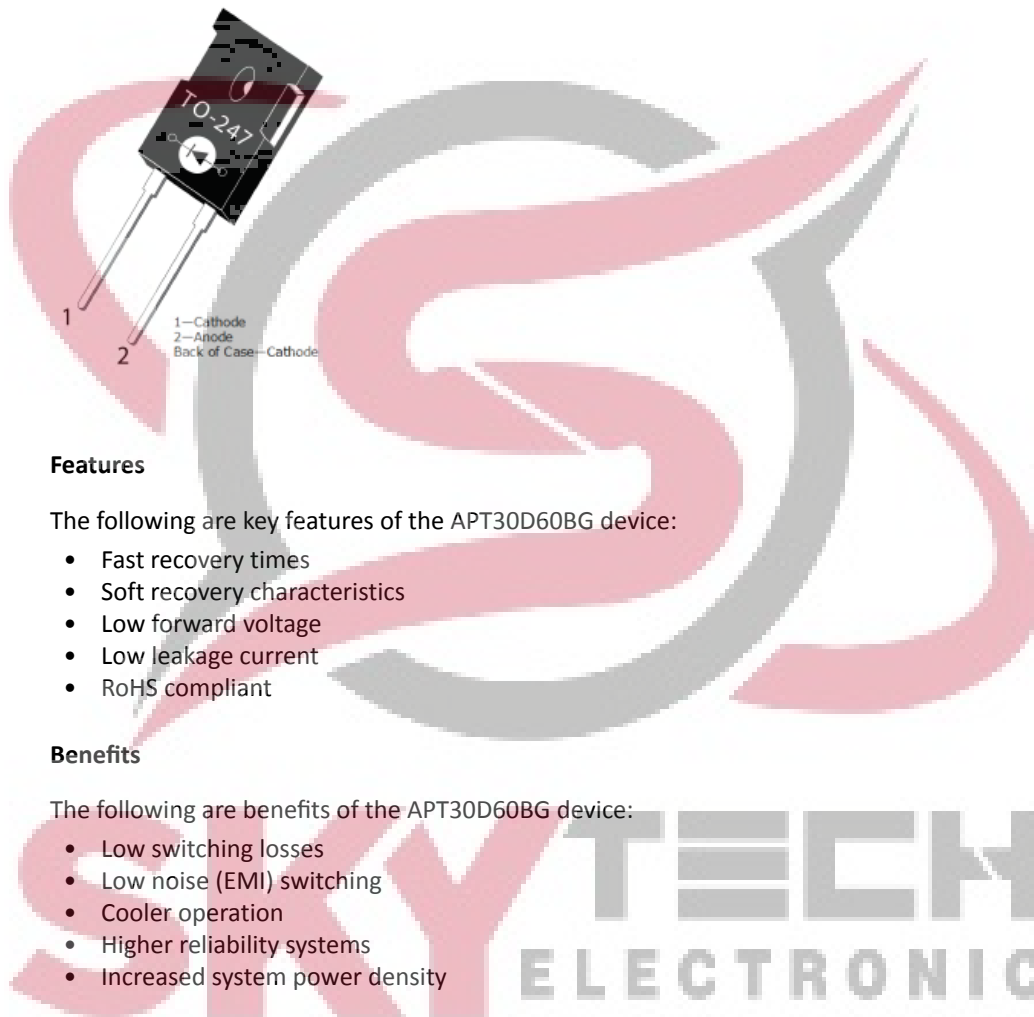 TO-247
1
2
1—Cathode
2—Anode
Back of Case—Cathode
Features
The following are key features of the APT30D60BG device:
• Fast recovery times
• Soft recovery characteristics
• Low forward voltage
• Low leakage current
• RoHS compliant
Benefits
The following are benefits of the APT30D60BG device:
• Low switching losses
• Low noise (EMI) switching
• Cooler operation
• Higher reliability systems
• Increased system power density
SKYTECH
ELECTRONIC